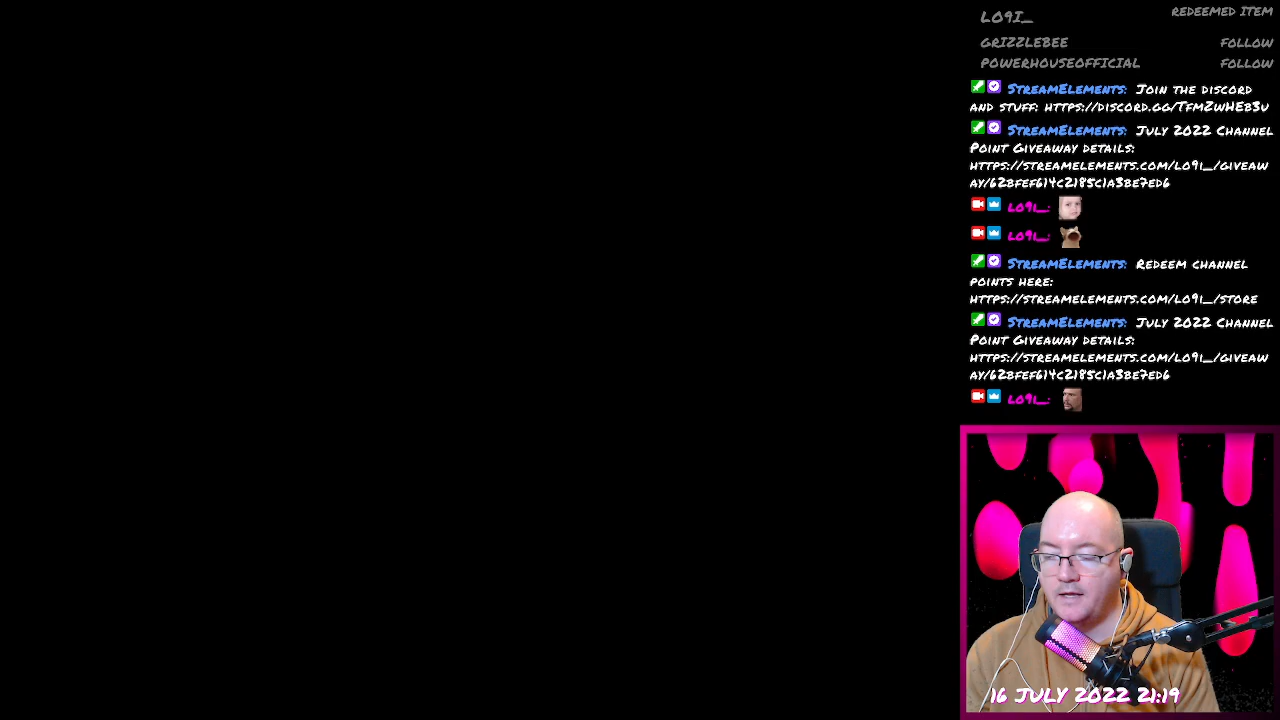 LO9I_ REDEEMED ITEM
GRIZZLEBEE FOLLOW
POWERHOUSEOFFICIAL FOLLOW
StreamElements: Join the discord
and stuff: https://discord.gg/TfmZwHE83u
StreamElements: July 2022 Channel
Point Giveaway details:
https://streamelements.com/lo9i_/giveaw
ay/62bfef614c2185c1a3be7ed6
lo9i_:
lo9i_:
StreamElements: Redeem channel
points here:
https://streamelements.com/lo9i_/store
StreamElements: July 2022 Channel
Point Giveaway details:
https://streamelements.com/lo9i_/giveaw
ay/62bfef614c2185c1a3be7ed6
lo9i_:
16 JULY 2022 21:19